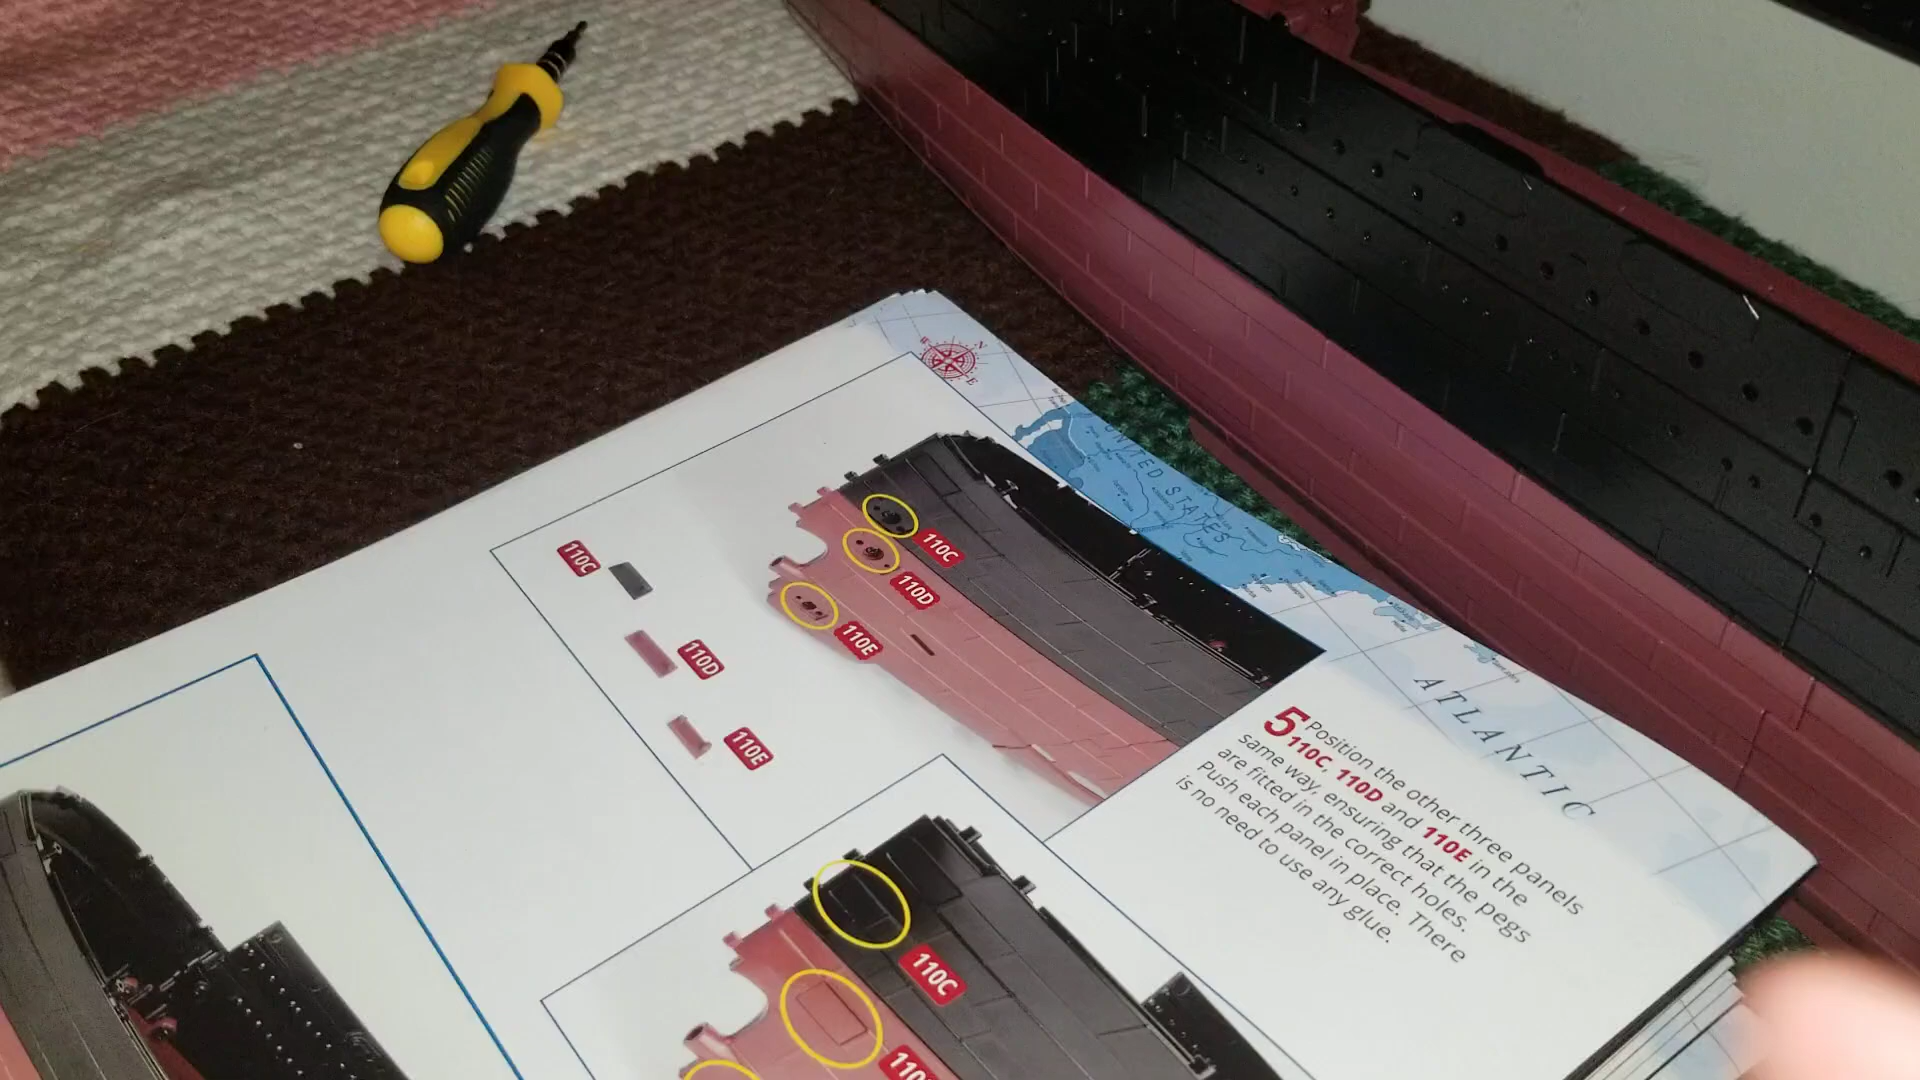 N
E
UNITED STATES
ATLANTIC
110C
110C
110D
110D
110E
110E
5 Position the other three panels
110C, 110D and 110E in the
same way, ensuring that the pegs
are fitted in the correct holes.
Push each panel in place. There
is no need to use any glue.
110C